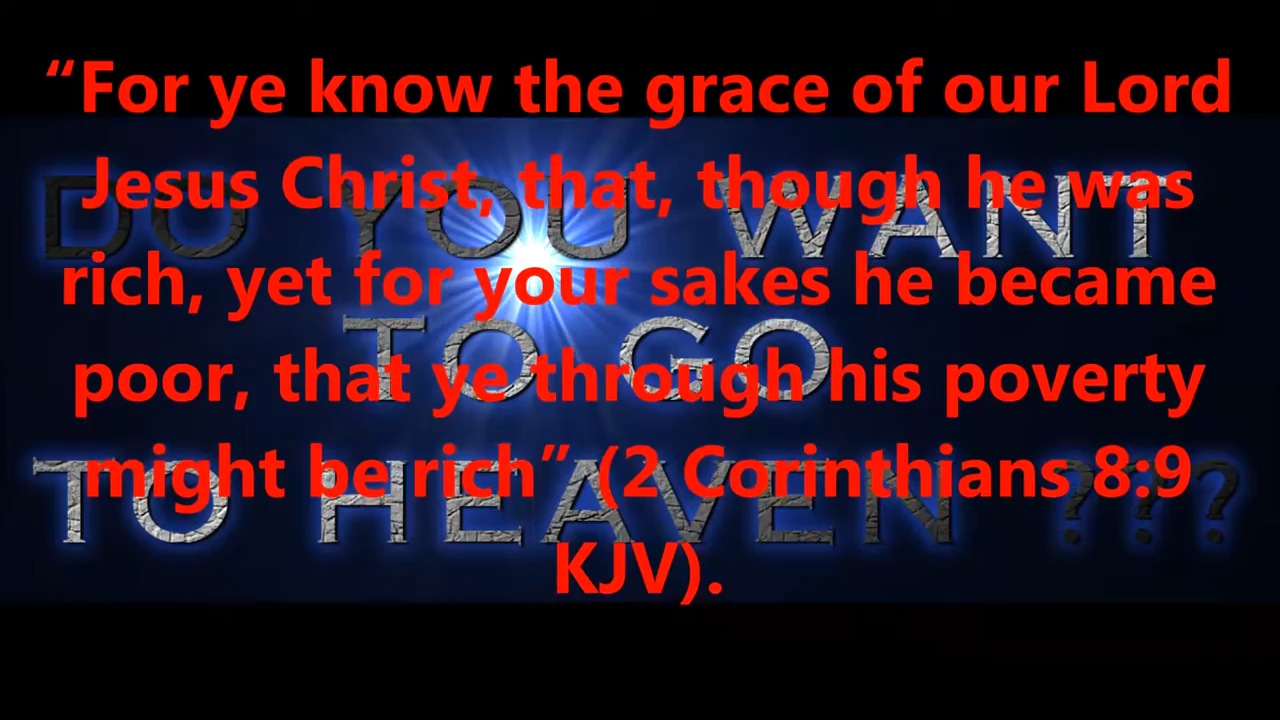 “For ye know the grace of our Lord
Jesus Christ, that, though he was
rich, yet for your sakes he became
poor, that ye through his poverty
might be rich” (2 Corinthians 8:9
KJV).
DO YOU WANT
TO GO
TO HEAVEN ???